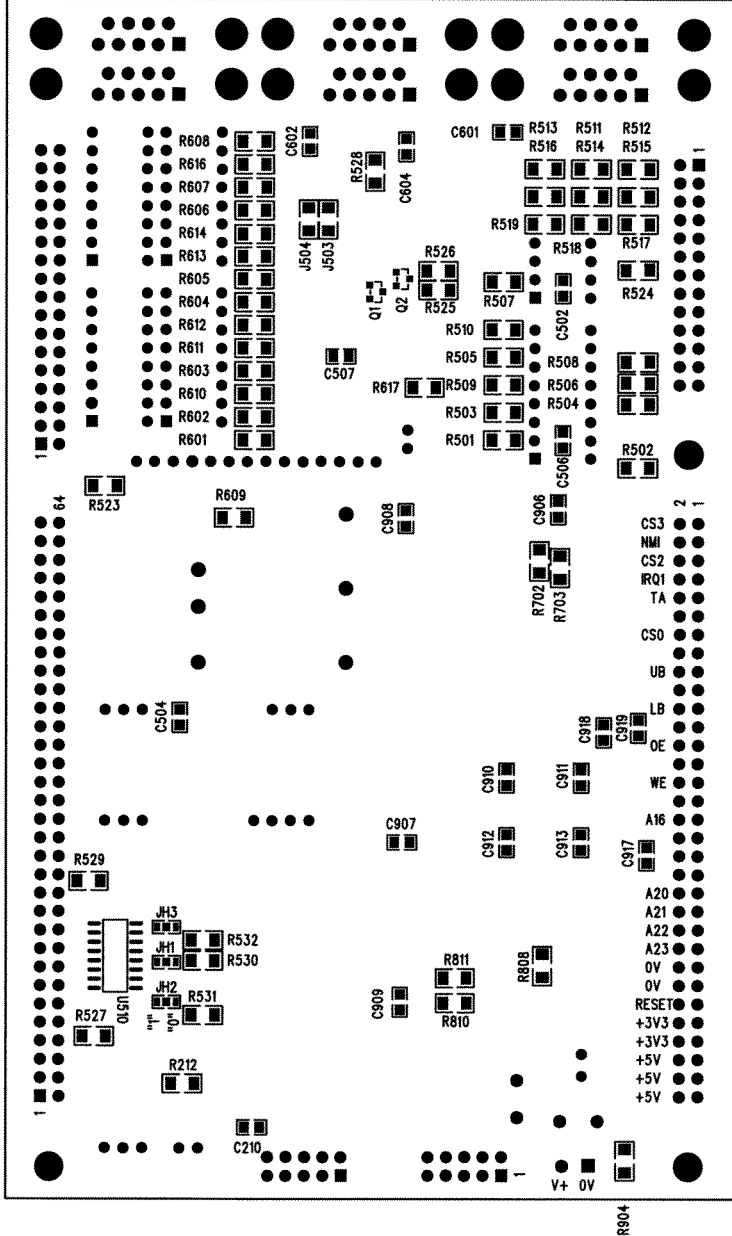 C602
R528
C604
C601
R513 R511 R512
R516 R514 R515
1
R608
R616
R607
R606
R614
R613
R605
R604
R612
R611
R603
R610
R602
R601
J504
J503
R519
R518
R517
R526
R525
Q1
Q2
R507
C502
R524
R510
R505
R509
R503
R501
C507
R617
R508
R506
R504
C506
R502
1
64
R523
R609
C908
C906
R702
R703
2
1
CS3
NMI
CS2
IRQ1
TA
CS0
UB
LB
OE
WE
A16
A20
A21
A22
A23
0V
0V
RESET
+3V3
+3V3
+5V
+5V
+5V
C504
C918
C919
C910
C911
C907
C912
C913
C917
R529
JH3
JH1
JH2
R532
R530
R531
U510
"1"
"0"
R527
R212
C909
R811
R810
R808
1
C210
1
V+ 0V
R904